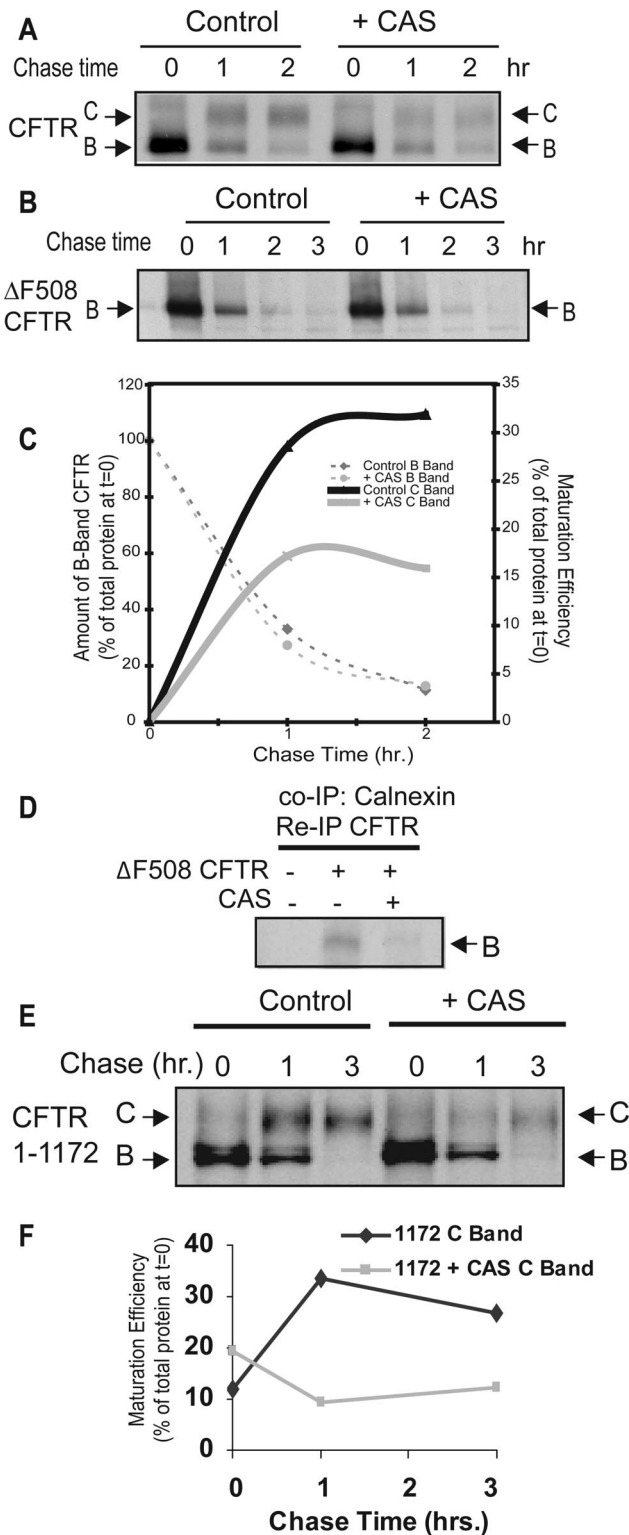 A
Control + CAS
Chase time 0 1 2 0 1 2 hr
CFTR C C
B B
B
Control + CAS
Chase time 0 1 2 3 0 1 2 3 hr
ΔF508
CFTR B B
C
Amount of B-Band CFTR
(% of total protein at t=0)
120
100
80
60
40
20
0
Control B Band
+ CAS B Band
Control C Band
+ CAS C Band
35
30
25
20
15
10
5
0
Maturation Efficiency
(% of total protein at t=0)
0 1 2
Chase Time (hr.)
D
co-IP: Calnexin
Re-IP CFTR
ΔF508 CFTR - + +
CAS - - +
B
E
Control + CAS
Chase (hr.) 0 1 3 0 1 3
CFTR C C
1-1172 B B
F
Maturation Efficiency
(% of total protein at t=0)
40
30
20
10
0
1172 C Band
1172 + CAS C Band
0 1 2 3
Chase Time (hrs.)